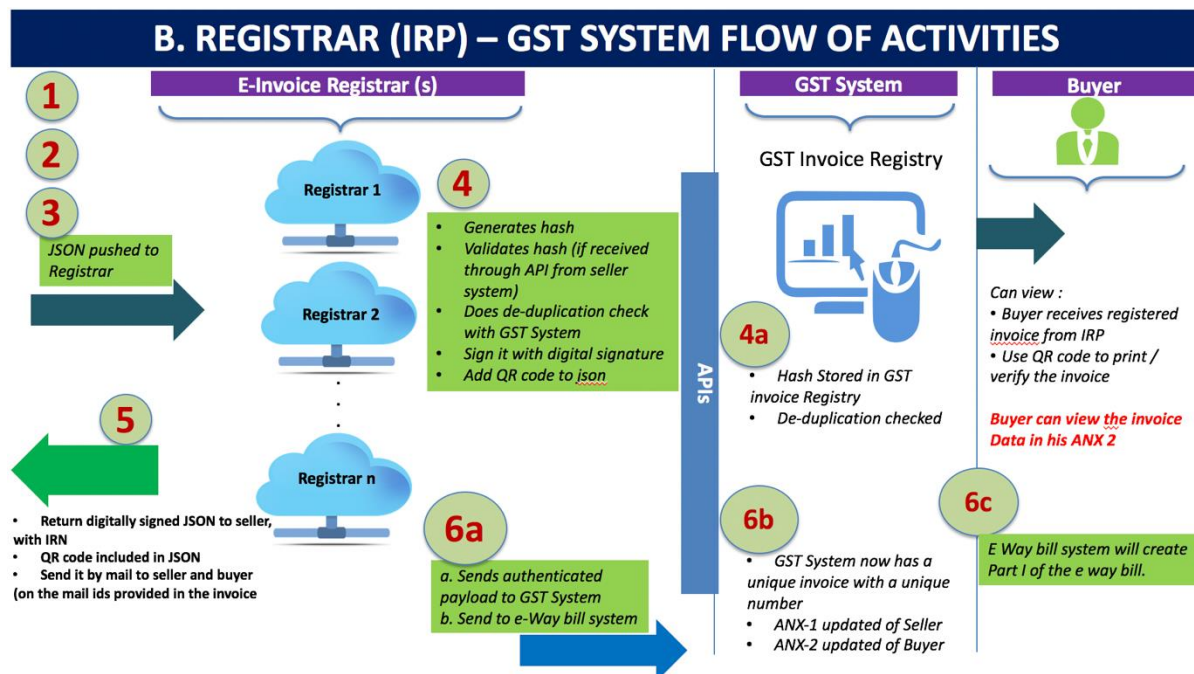 B. REGISTRAR (IRP) – GST SYSTEM FLOW OF ACTIVITIES
E-Invoice Registrar (s)
GST System
Buyer
1
2
3
JSON pushed to
Registrar
Registrar 1
Registrar 2
Registrar n
4
• Generates hash
• Validates hash (if received
through API from seller
system)
• Does de-duplication check
with GST System
• Sign it with digital signature
• Add QR code to json
5
• Return digitally signed JSON to seller,
with IRN
• QR code included in JSON
• Send it by mail to seller and buyer
(on the mail ids provided in the invoice
6a
a. Sends authenticated
payload to GST System
b. Send to e-Way bill system
APIs
GST Invoice Registry
4a
• Hash Stored in GST
invoice Registry
• De-duplication checked
6b
• GST System now has a
unique invoice with a unique
number
• ANX-1 updated of Seller
• ANX-2 updated of Buyer
Can view :
• Buyer receives registered
invoice from IRP
• Use QR code to print /
verify the invoice
Buyer can view the invoice
Data in his ANX 2
6c
E Way bill system will create
Part I of the e way bill.